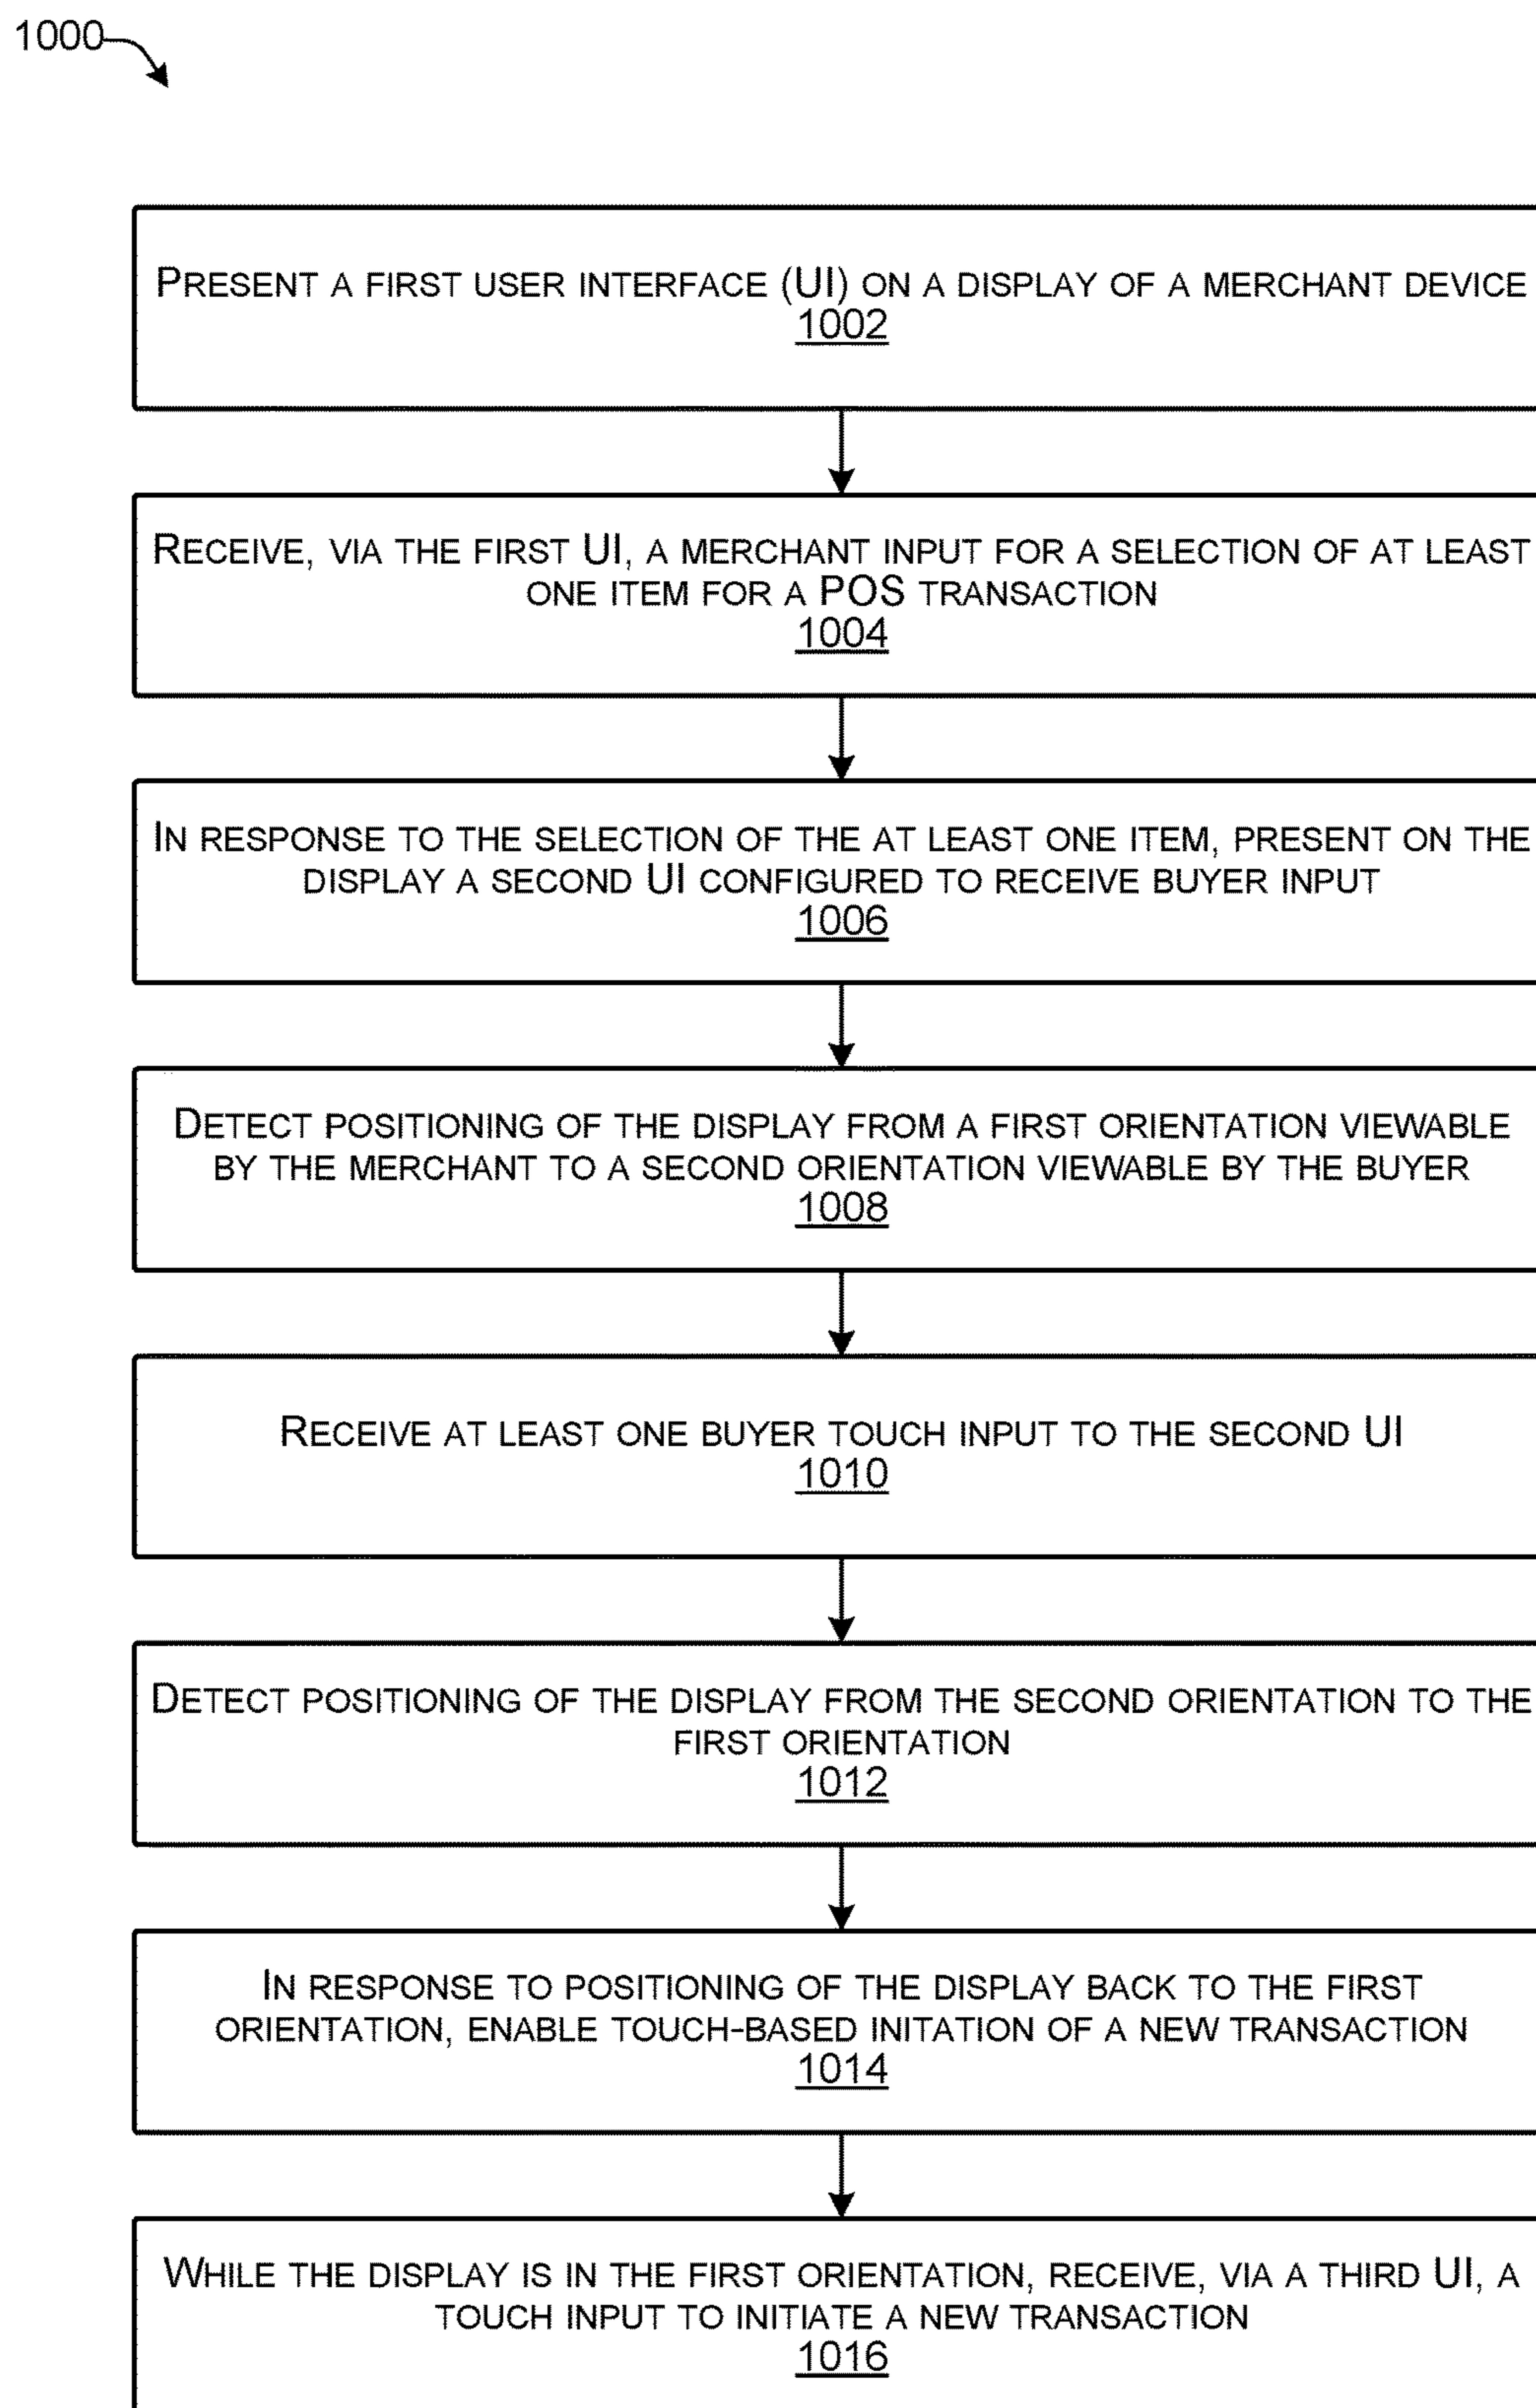 1000
PRESENT A FIRST USER INTERFACE (UI) ON A DISPLAY OF A MERCHANT DEVICE
1002
RECEIVE, VIA THE FIRST UI, A MERCHANT INPUT FOR A SELECTION OF AT LEAST
ONE ITEM FOR A POS TRANSACTION
1004
IN RESPONSE TO THE SELECTION OF THE AT LEAST ONE ITEM, PRESENT ON THE
DISPLAY A SECOND UI CONFIGURED TO RECEIVE BUYER INPUT
1006
DETECT POSITIONING OF THE DISPLAY FROM A FIRST ORIENTATION VIEWABLE
BY THE MERCHANT TO A SECOND ORIENTATION VIEWABLE BY THE BUYER
1008
RECEIVE AT LEAST ONE BUYER TOUCH INPUT TO THE SECOND UI
1010
DETECT POSITIONING OF THE DISPLAY FROM THE SECOND ORIENTATION TO THE
FIRST ORIENTATION
1012
IN RESPONSE TO POSITIONING OF THE DISPLAY BACK TO THE FIRST
ORIENTATION, ENABLE TOUCH-BASED INITATION OF A NEW TRANSACTION
1014
WHILE THE DISPLAY IS IN THE FIRST ORIENTATION, RECEIVE, VIA A THIRD UI, A
TOUCH INPUT TO INITIATE A NEW TRANSACTION
1016